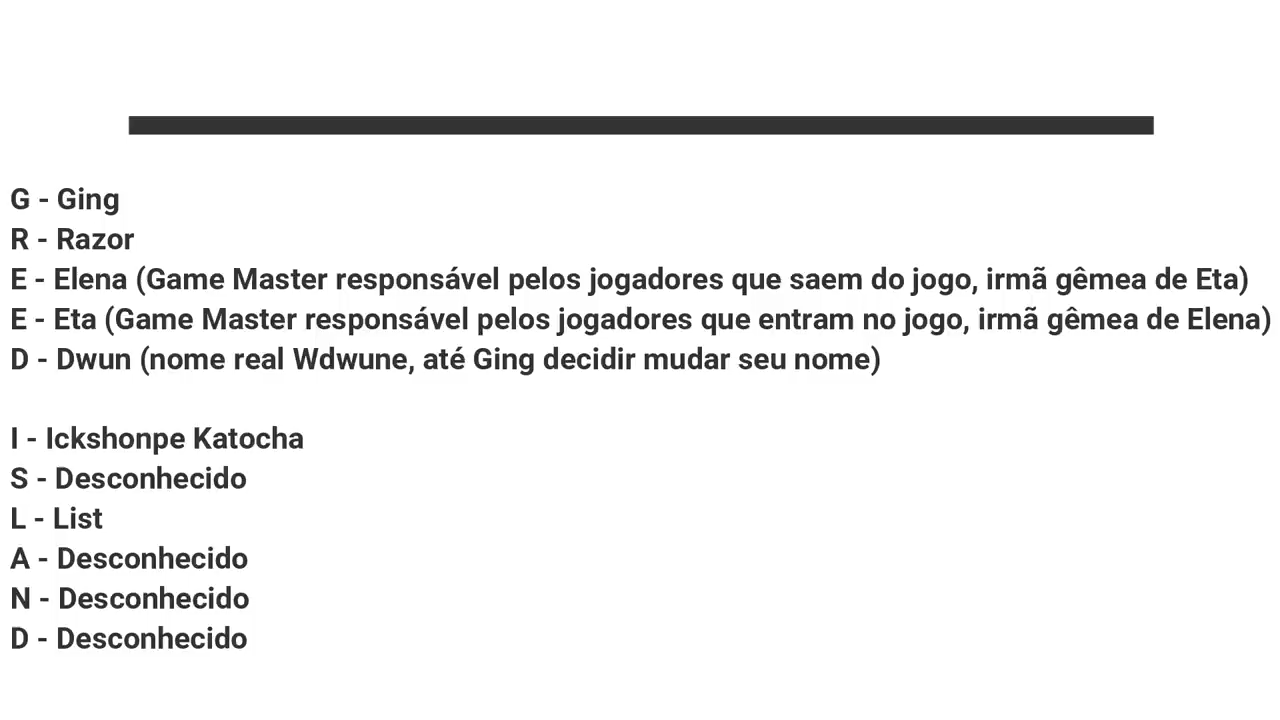 G - Ging
R - Razor
E - Elena (Game Master responsável pelos jogadores que saem do jogo, irmã gêmea de Eta)
E - Eta (Game Master responsável pelos jogadores que entram no jogo, irmã gêmea de Elena)
D - Dwun (nome real Wdwune, até Ging decidir mudar seu nome)
I - Ickshonpe Katocha
S - Desconhecido
L - List
A - Desconhecido
N - Desconhecido
D - Desconhecido